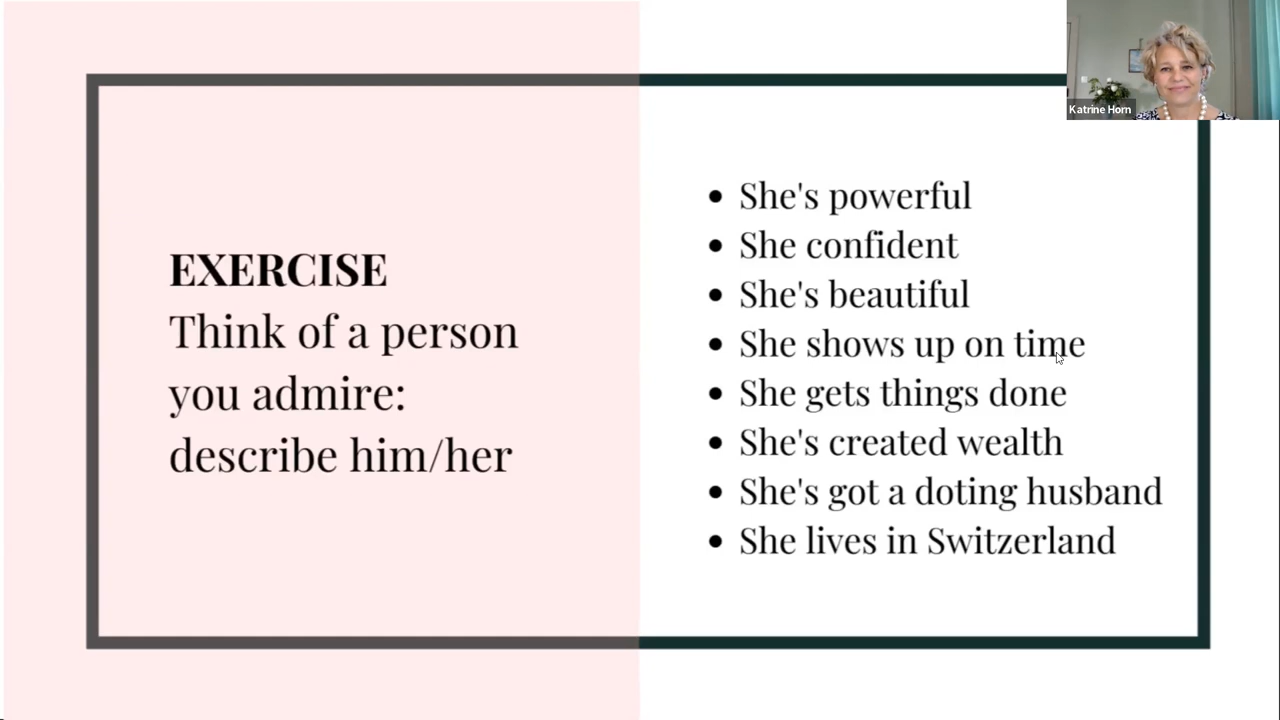 Katrine Horn
EXERCISE
Think of a person
you admire:
describe him/her
• She's powerful
• She confident
• She's beautiful
• She shows up on time
• She gets things done
• She's created wealth
• She's got a doting husband
• She lives in Switzerland